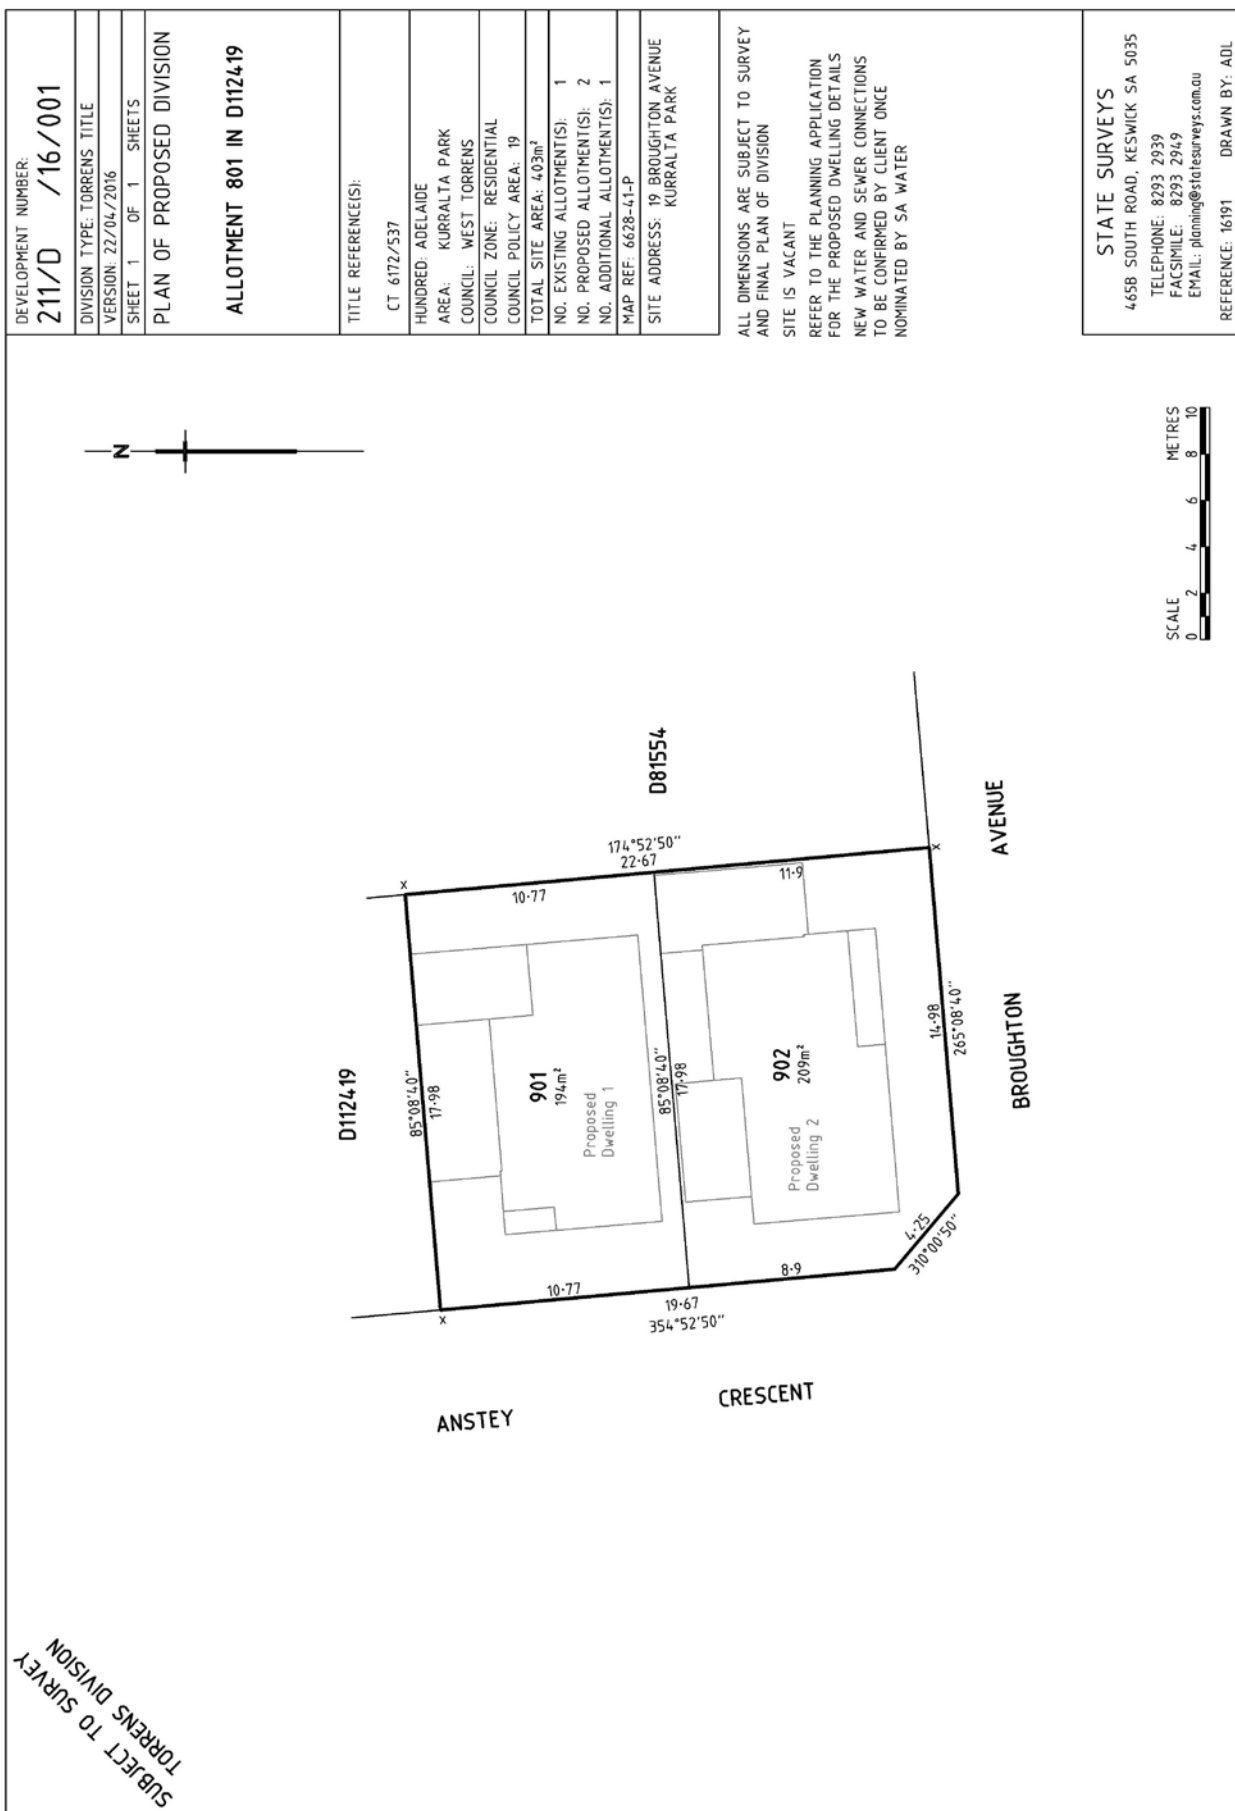 DEVELOPMENT NUMBER:
211/D /16/001
DIVISION TYPE: TORRENS TITLE
VERSION: 22/04/2016
SHEET 1 OF 1 SHEETS
PLAN OF PROPOSED DIVISION
ALLOTMENT 801 IN D112419
TITLE REFERENCE(S):
CT 6172/537
HUNDRED: ADELAIDE
AREA: KURRALTA PARK
COUNCIL: WEST TORRENS
COUNCIL ZONE: RESIDENTIAL
COUNCIL POLICY AREA: 19
TOTAL SITE AREA: 403m²
NO. EXISTING ALLOTMENT(S): 1
NO. PROPOSED ALLOTMENT(S): 2
NO. ADDITIONAL ALLOTMENT(S): 1
MAP REF: 6628-41-P
SITE ADDRESS: 19 BROUGHTON AVENUE
KURRALTA PARK
ALL DIMENSIONS ARE SUBJECT TO SURVEY
AND FINAL PLAN OF DIVISION
SITE IS VACANT
REFER TO THE PLANNING APPLICATION
FOR THE PROPOSED DWELLING DETAILS
NEW WATER AND SEWER CONNECTIONS
TO BE CONFIRMED BY CLIENT ONCE
NOMINATED BY SA WATER
STATE SURVEYS
465B SOUTH ROAD, KESWICK SA 5035
TELEPHONE: 8293 2939
FACSIMILE: 8293 2949
EMAIL: planning@statesurveys.com.au
REFERENCE: 16191 DRAWN BY: ADL
N
SCALE METRES
0 2 4 6 8 10
D112419
85°08'40"
17·98
X
X
10·77
174°52'50"
22·67
D81554
901
194m²
Proposed
Dwelling 1
10·77
85°08'40"
17·98
19·67
354°52'50"
11·9
902
209m²
Proposed
Dwelling 2
8·9
14·98
265°08'40"
4·25
310°00'50"
X
ANSTEY CRESCENT
BROUGHTON AVENUE
SUBJECT TO SURVEY
TORRENS DIVISION